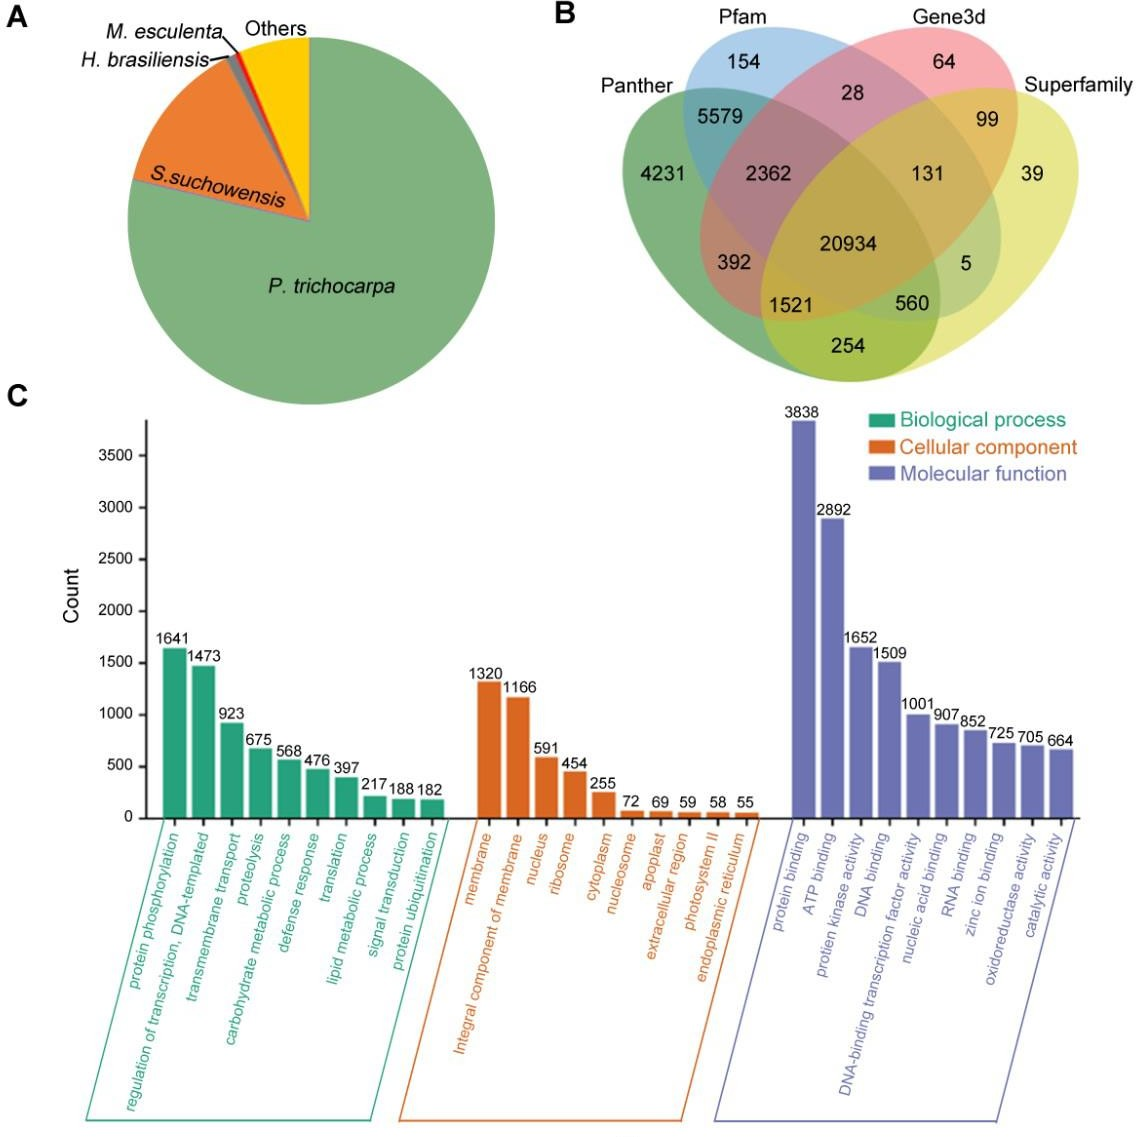 A
M. esculenta
Others
H. brasiliensis
S.suchowensis
P. trichocarpa
B
Pfam
Gene3d
Panther
Superfamily
154
64
28
5579
99
4231
2362
131
39
20934
392
5
1521
560
254
C
Biological process
Cellular component
Molecular function
Count
3500
3000
2500
2000
1500
1000
500
0
1641
1473
923
675
568
476
397
217
188
182
1320
1166
591
454
255
72
69
59
58
55
3838
2892
1652
1509
1001
907
852
725
705
664
protein phosphorylation
regulation of transcription, DNA-templated
transmembrane transport
proteolysis
carbohydrate metabolic process
defense response
translation
lipid metabolic process
signal transduction
protein ubiquitination
membrane
Integral component of membrane
nucleus
ribosome
cytoplasm
nucleosome
apoplast
extracellular region
photosystem II
endoplasmic reticulum
protein binding
ATP binding
protien kinase activity
DNA binding
DNA-binding transcription factor activity
nucleic acid binding
RNA binding
zinc ion binding
oxidoreductase activity
catalytic activity